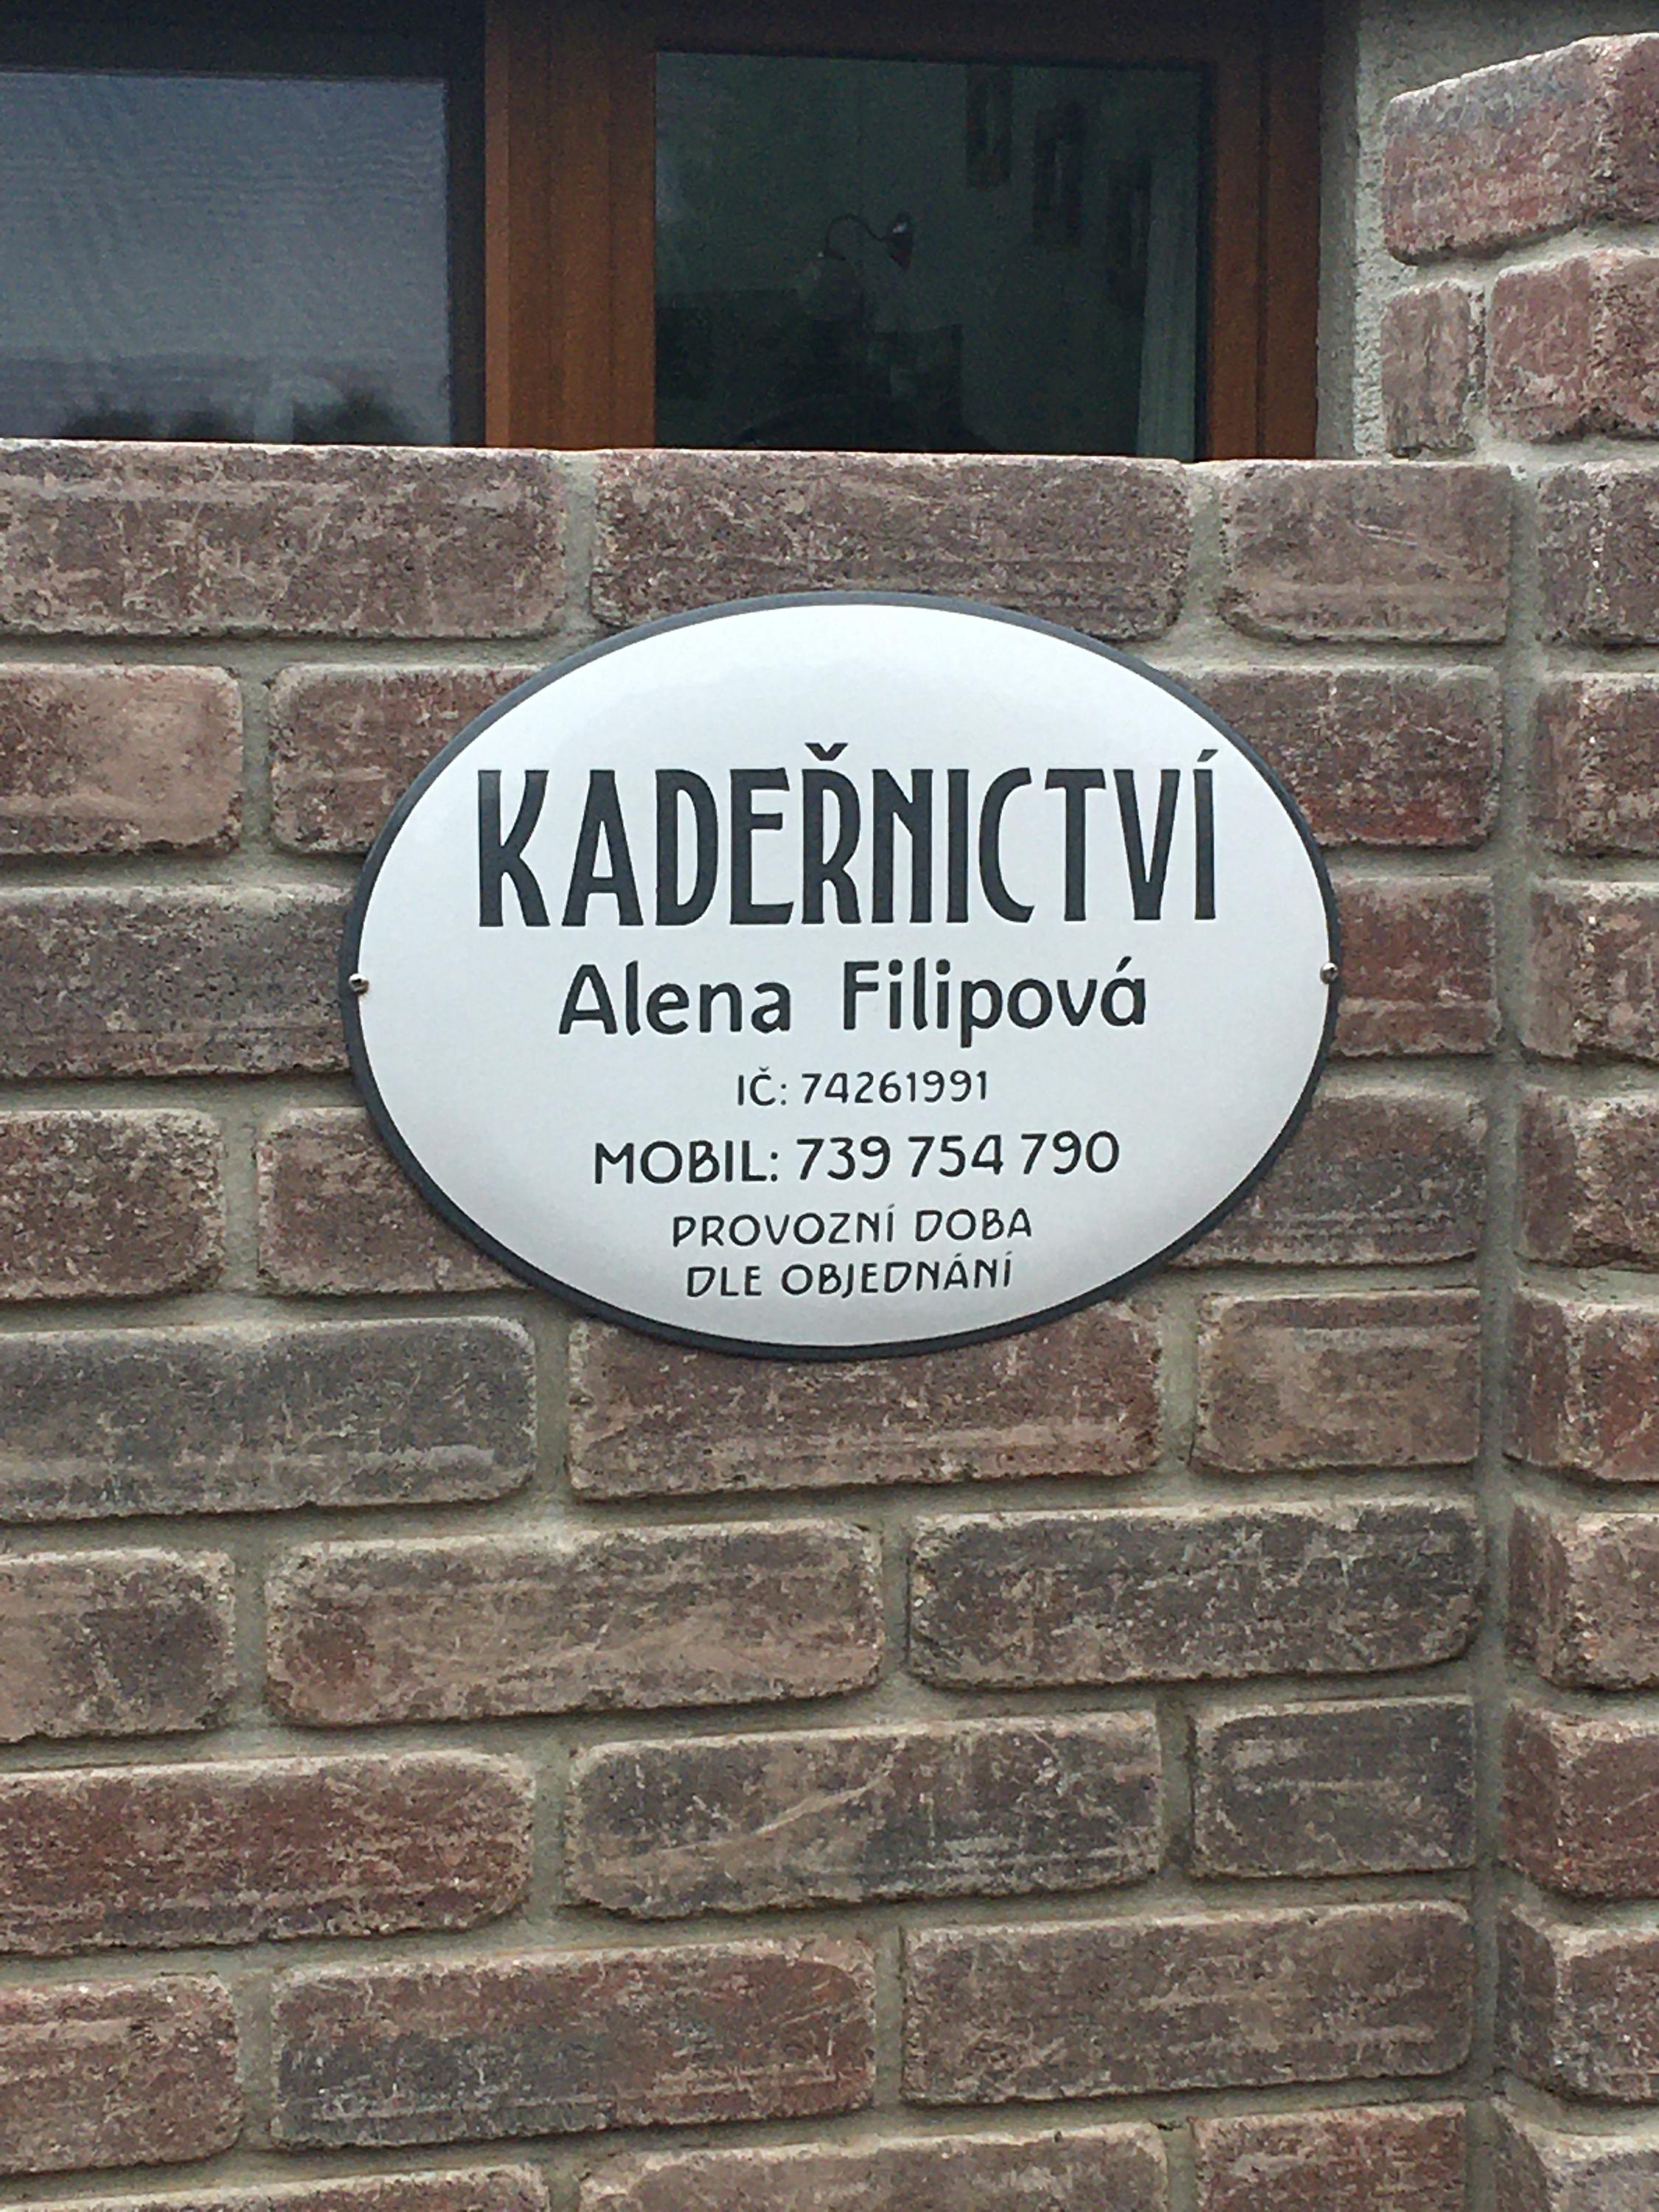 KADEŘNICTVÍ
Alena Filipová
IČ: 74261991
MOBIL: 739 754 790
PROVOZNÍ DOBA
DLE OBJEDNÁNÍ